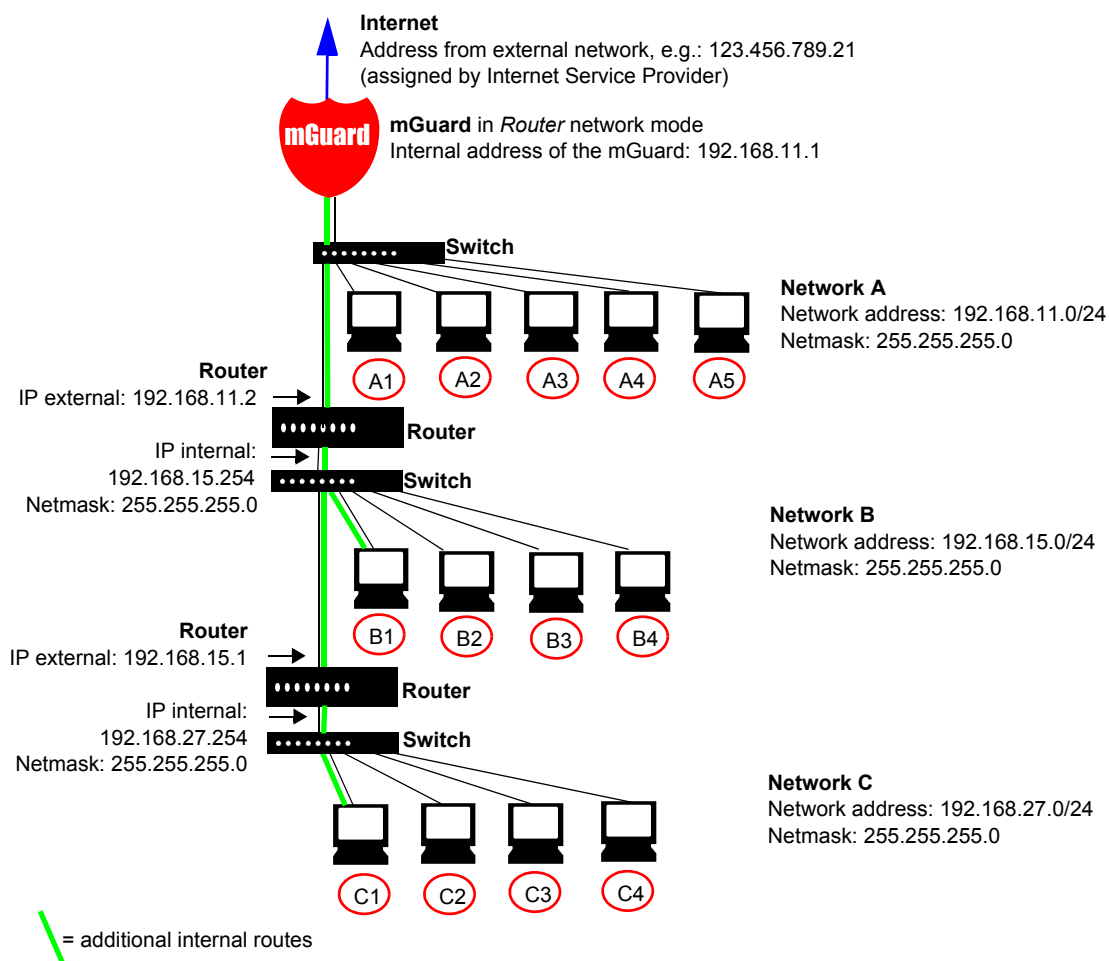 Internet
Address from external network, e.g.: 123.456.789.21
(assigned by Internet Service Provider)
mGuard
mGuard in Router network mode
Internal address of the mGuard: 192.168.11.1
Switch
Network A
Network address: 192.168.11.0/24
Netmask: 255.255.255.0
A1
A2
A3
A4
A5
Router
IP external: 192.168.11.2
Router
IP internal:
192.168.15.254
Netmask: 255.255.255.0
Switch
Network B
Network address: 192.168.15.0/24
Netmask: 255.255.255.0
B1
B2
B3
B4
Router
IP external: 192.168.15.1
Router
IP internal:
192.168.27.254
Netmask: 255.255.255.0
Switch
Network C
Network address: 192.168.27.0/24
Netmask: 255.255.255.0
C1
C2
C3
C4
= additional internal routes